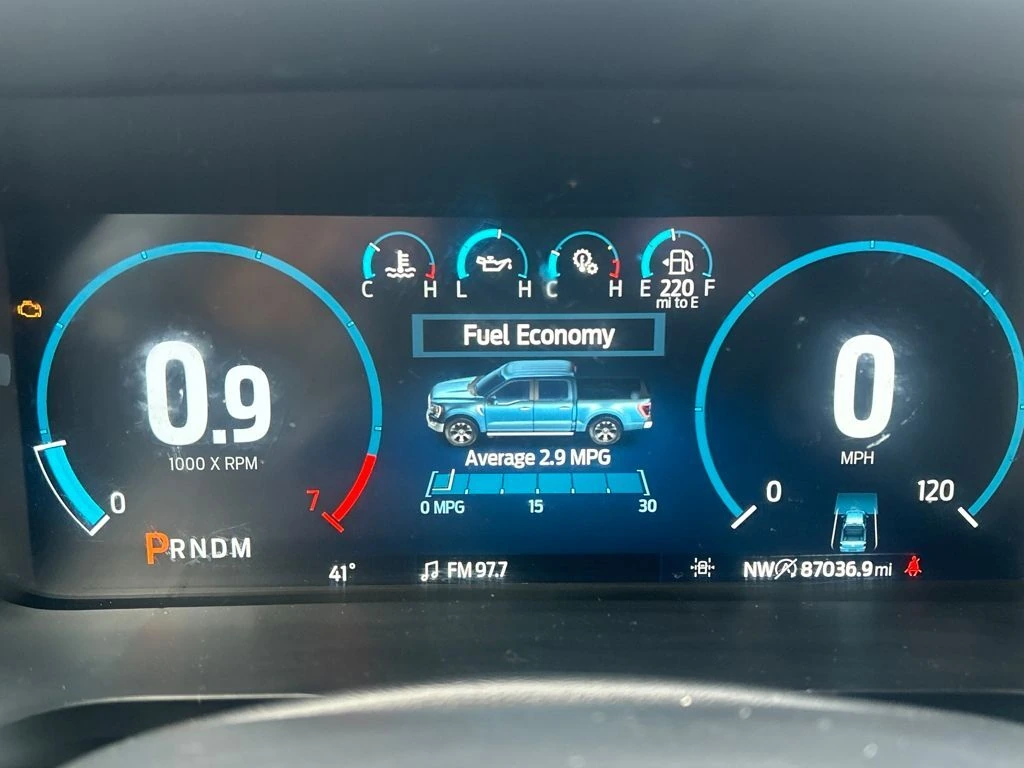 C H
L H
C H
E 220 F
mi to E
Fuel Economy
0.9
1000 X RPM
0
7
PRNDM
41°
Average 2.9 MPG
0 MPG 15 30
FM 97.7
0
MPH
0
120
NW 87036.9 mi